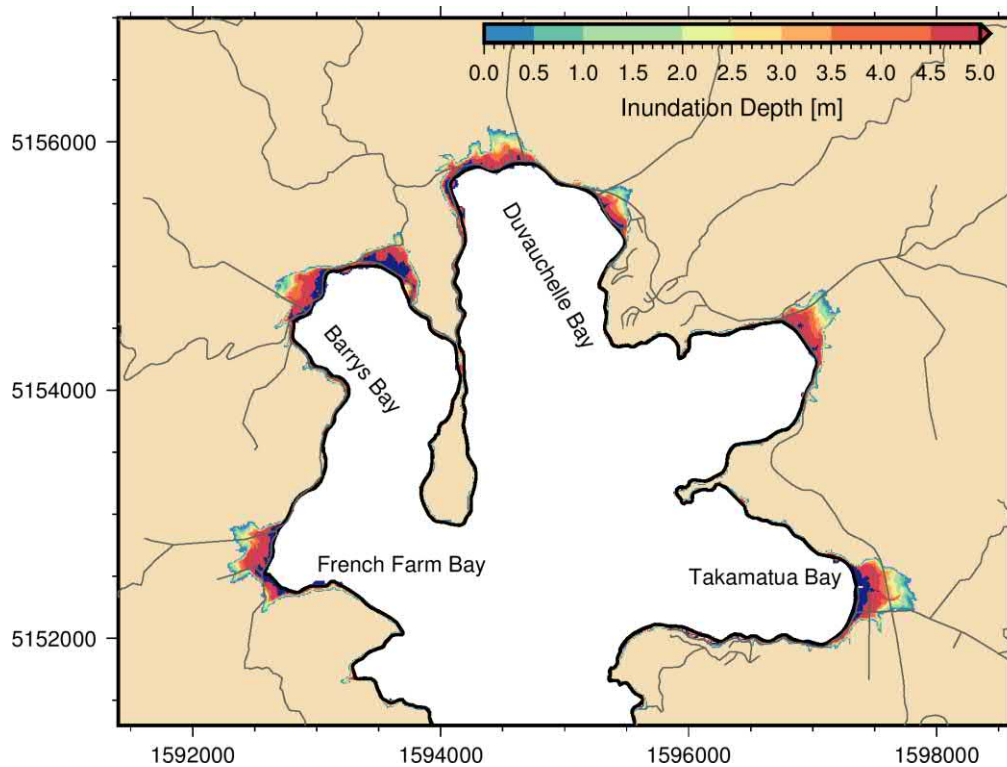 0.0 0.5 1.0 1.5 2.0 2.5 3.0 3.5 4.0 4.5 5.0
Inundation Depth [m]
5156000
Duvauchelle Bay
Barrys Bay
5154000
French Farm Bay
Takamatua Bay
5152000
1592000 1594000 1596000 1598000